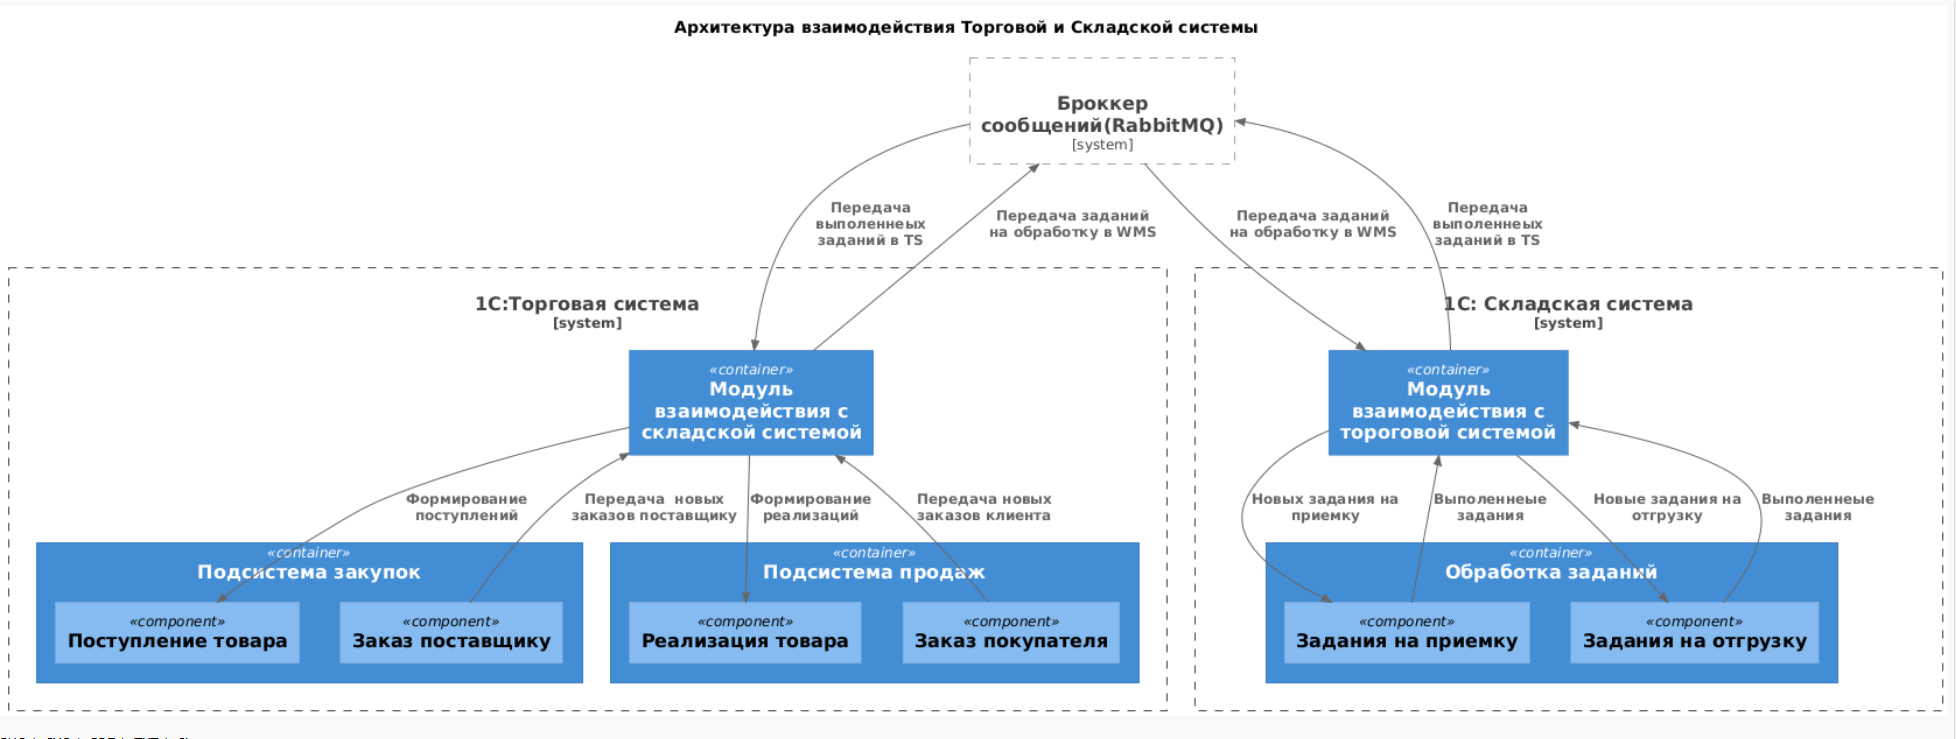 Архитектура взаимодействия Торговой и Складской системы
Броккер
сообщений(RabbitMQ)
[system]
Передача
выполеннеых
заданий в TS
Передача заданий
на обработку в WMS
Передача заданий
на обработку в WMS
Передача
выполеннеых
заданий в TS
1С:Торговая система
[system]
1С: Складская система
[system]
«container»
Модуль
взаимодействия с
складской системой
«container»
Модуль
взаимодействия с
тороговой системой
Формирование
поступлений
Передача новых
заказов поставщику
Формирование
реализаций
Передача новых
заказов клиента
Новых задания на
приемку
Выполеннеые
задания
Новые задания на
отгрузку
Выполеннеые
задания
«container»
Подсистема закупок
«component»
Поступление товара
«component»
Заказ поставщику
«container»
Подсистема продаж
«component»
Реализация товара
«component»
Заказ покупателя
«container»
Обработка заданий
«component»
Задания на приемку
«component»
Задания на отгрузку